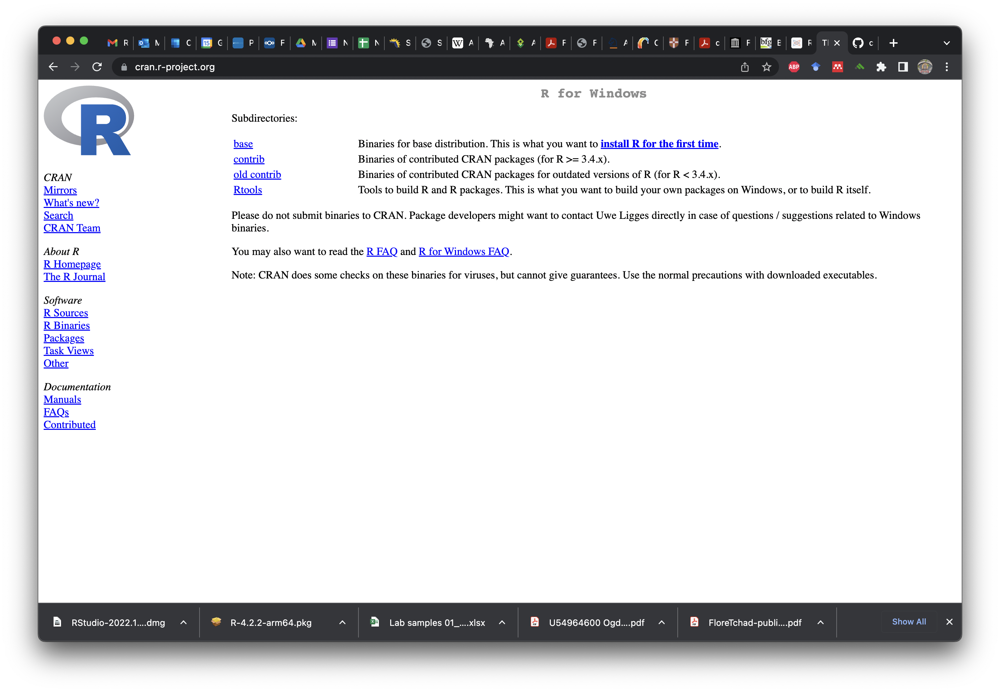 R M C 15 G P F M N N S S W A A A F F A C F c F bfg E R Tl c
cran.r-project.org
ABP
R
R for Windows
Subdirectories:
base Binaries for base distribution. This is what you want to install R for the first time.
contrib Binaries of contributed CRAN packages (for R >= 3.4.x).
old contrib Binaries of contributed CRAN packages for outdated versions of R (for R < 3.4.x).
Rtools Tools to build R and R packages. This is what you want to build your own packages on Windows, or to build R itself.
Please do not submit binaries to CRAN. Package developers might want to contact Uwe Ligges directly in case of questions / suggestions related to Windows
binaries.
You may also want to read the R FAQ and R for Windows FAQ.
Note: CRAN does some checks on these binaries for viruses, but cannot give guarantees. Use the normal precautions with downloaded executables.
CRAN
Mirrors
What's new?
Search
CRAN Team
About R
R Homepage
The R Journal
Software
R Sources
R Binaries
Packages
Task Views
Other
Documentation
Manuals
FAQs
Contributed
RStudio-2022.1....dmg
R-4.2.2-arm64.pkg
Lab samples 01_....xlsx
U54964600 Ogd....pdf
FloreTchad-publi....pdf
Show All